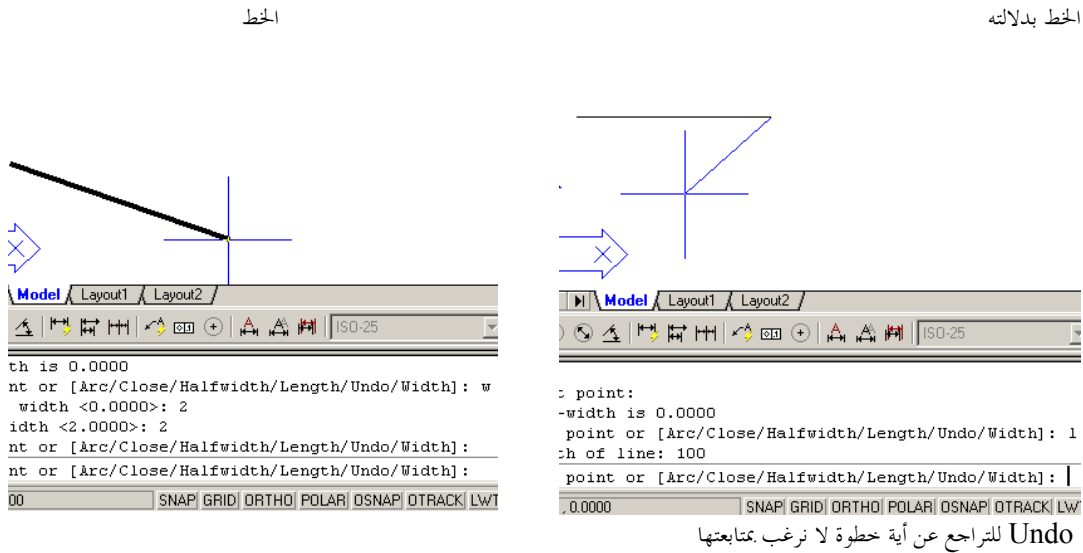 الخط بدلالته
الخط
Model Layout1 Layout2
ISO-25
t point:
-width is 0.0000
point or [Arc/Close/Halfwidth/Length/Undo/Width]: l
th of line: 100
point or [Arc/Close/Halfwidth/Length/Undo/Width]:
, 0.0000 SNAP GRID ORTHO POLAR OSNAP OTRACK LW
Model Layout1 Layout2
ISO-25
th is 0.0000
nt or [Arc/Close/Halfwidth/Length/Undo/Width]: w
width <0.0000>: 2
idth <2.0000>: 2
nt or [Arc/Close/Halfwidth/Length/Undo/Width]:
nt or [Arc/Close/Halfwidth/Length/Undo/Width]:
00 SNAP GRID ORTHO POLAR OSNAP OTRACK LWT
Undo للتراجع عن أية خطوة لا نرغب بمتابعتها